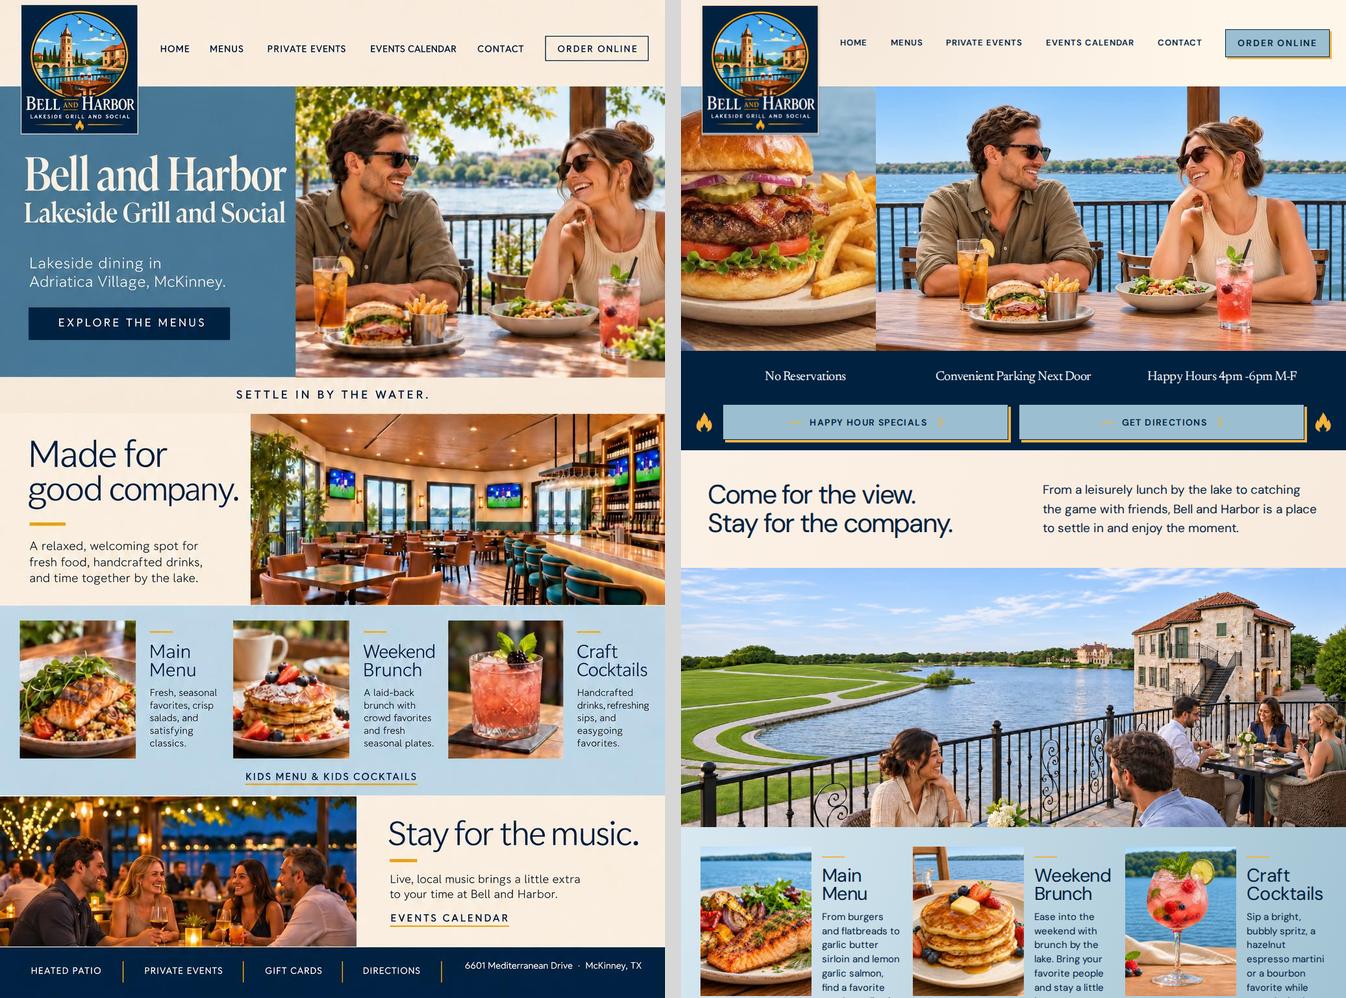 BELL AND HARBOR
LAKESIDE GRILL AND SOCIAL
HOME
MENUS
PRIVATE EVENTS
EVENTS CALENDAR
CONTACT
ORDER ONLINE
Bell and Harbor
Lakeside Grill and Social
Lakeside dining in
Adriatica Village, McKinney.
EXPLORE THE MENUS
SETTLE IN BY THE WATER.
Made for
good company.
A relaxed, welcoming spot for
fresh food, handcrafted drinks,
and time together by the lake.
Main
Menu
Fresh, seasonal
favorites, crisp
salads, and
satisfying
classics.
Weekend
Brunch
A laid-back
brunch with
crowd favorites
and fresh
seasonal plates.
Craft
Cocktails
Handcrafted
drinks, refreshing
sips, and
easygoing
favorites.
KIDS MENU & KIDS COCKTAILS
Stay for the music.
Live, local music brings a little extra
to your time at Bell and Harbor.
EVENTS CALENDAR
HEATED PATIO
PRIVATE EVENTS
GIFT CARDS
DIRECTIONS
6601 Mediterranean Drive · McKinney, TX
BELL AND HARBOR
LAKESIDE GRILL AND SOCIAL
HOME
MENUS
PRIVATE EVENTS
EVENTS CALENDAR
CONTACT
ORDER ONLINE
No Reservations
Convenient Parking Next Door
Happy Hours 4pm -6pm M-F
HAPPY HOUR SPECIALS
GET DIRECTIONS
Come for the view.
Stay for the company.
From a leisurely lunch by the lake to catching
the game with friends, Bell and Harbor is a place
to settle in and enjoy the moment.
Main
Menu
From burgers
and flatbreads to
garlic butter
sirloin and lemon
garlic salmon,
find a favorite
Weekend
Brunch
Ease into the
weekend with
brunch by the
lake. Bring your
favorite people
and stay a little
Craft
Cocktails
Sip a bright,
bubbly spritz, a
hazelnut
espresso martini
or a bourbon
favorite while